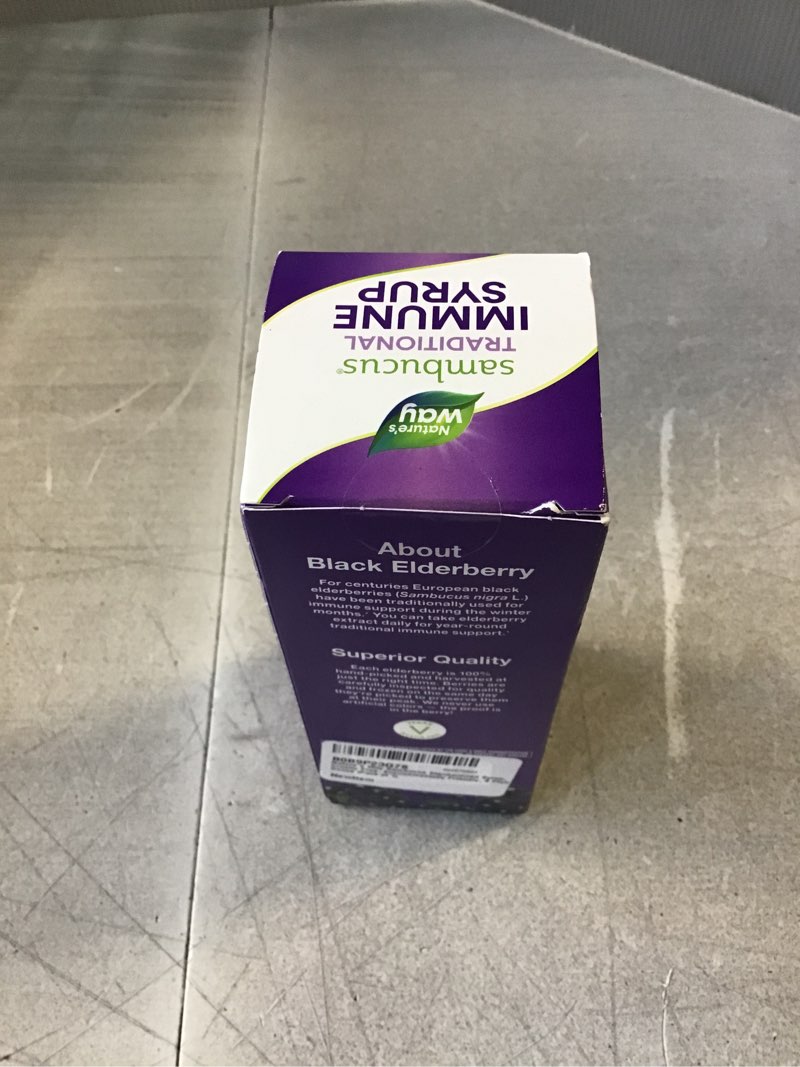 Nature's
Way
sambucus®
TRADITIONAL
IMMUNE
SYRUP
About
Black Elderberry
For centuries European black
elderberries (Sambucus nigra L.)
have been traditionally used for
immune support during the winter
months.* You can take elderberry
extract daily for year-round
traditional immune support.*
Superior Quality
Each elderberry is 100%
hand-picked and harvested at
just the right time. Berries are
carefully inspected for quality
and frozen on the same day
they're picked to preserve them
at their peak. We never use
artificial colors — the proof is
in the berry!
NewItem